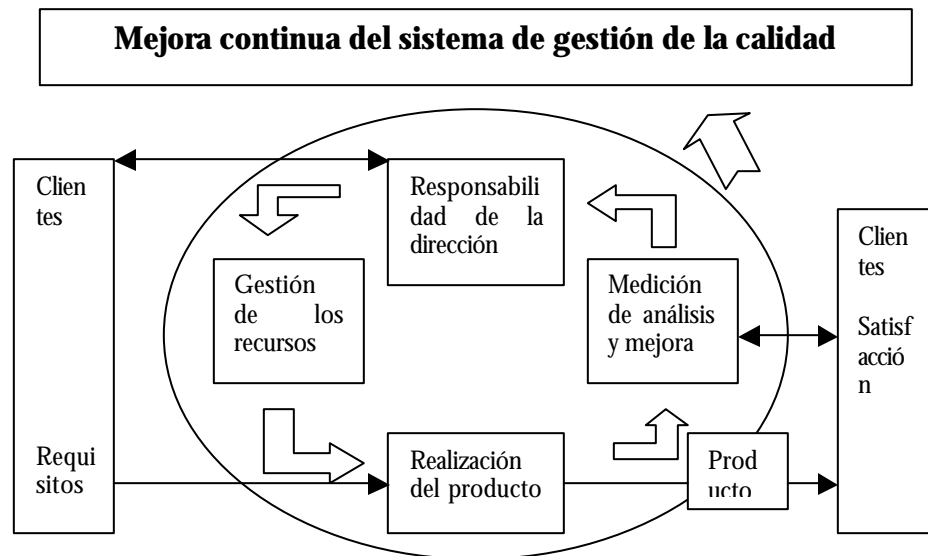 Mejora continua del sistema de gestión de la calidad
Clien
tes
Requi
sitos
Responsabili
idad de la
dirección
Gestión
de los
recursos
Medición
de análisis
y mejora
Realización
del producto
Prod
ucto
Clien
tes
Satisf
acció
n